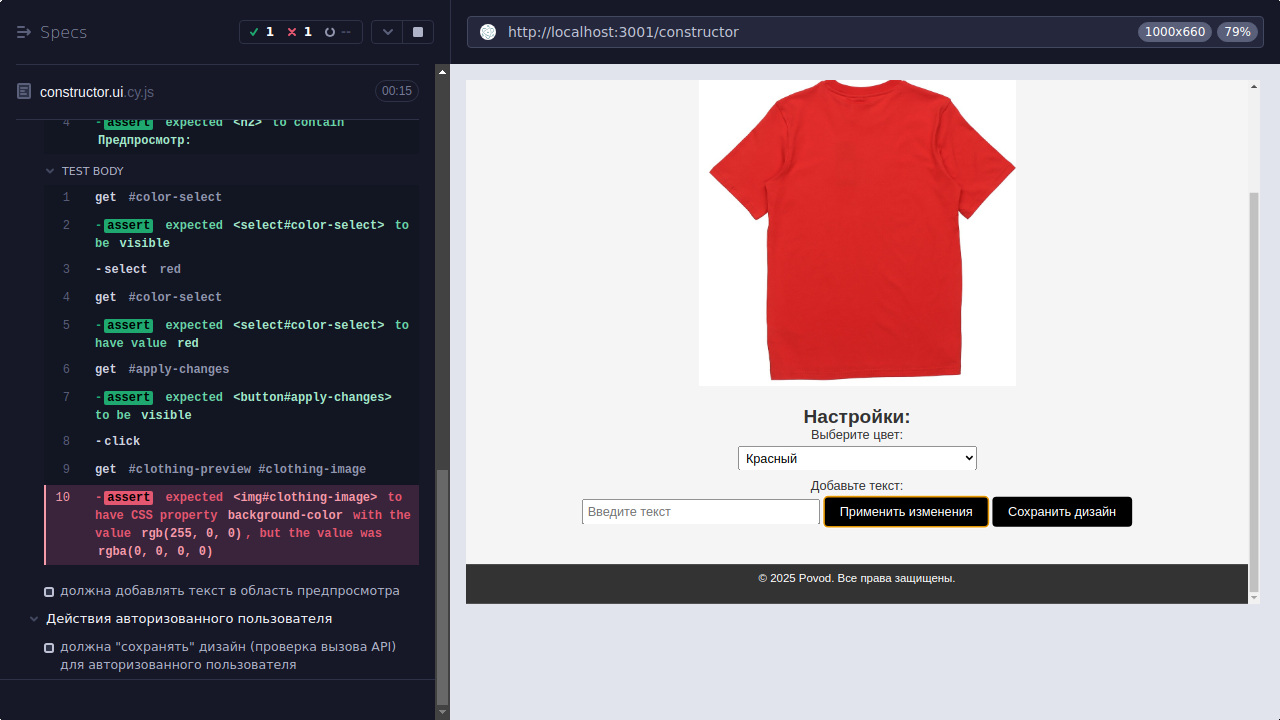 Specs
1
1
--
http://localhost:3001/constructor
1000x660
79%
constructor.ui.cy.js
00:15
4 -assert expected <h2> to contain
Предпросмотр:
TEST BODY
1 get #color-select
2 -assert expected <select#color-select> to
be visible
3 -select red
4 get #color-select
5 -assert expected <select#color-select> to
have value red
6 get #apply-changes
7 -assert expected <button#apply-changes>
to be visible
8 -click
9 get #clothing-preview #clothing-image
10 -assert expected <img#clothing-image> to
have CSS property background-color with the
value rgb(255, 0, 0), but the value was
rgba(0, 0, 0, 0)
должна добавлять текст в область предпросмотра
Действия авторизованного пользователя
должна "сохранять" дизайн (проверка вызова API)
для авторизованного пользователя
Настройки:
Выберите цвет:
Красный
Добавьте текст:
Введите текст
Применить изменения
Сохранить дизайн
© 2025 Povod. Все права защищены.